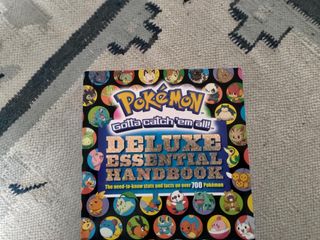 POKéMON
Gotta catch 'em all!
DELUXE
ESSENTIAL
HANDBOOK
The need-to-know stats and facts on over 700 Pokémon